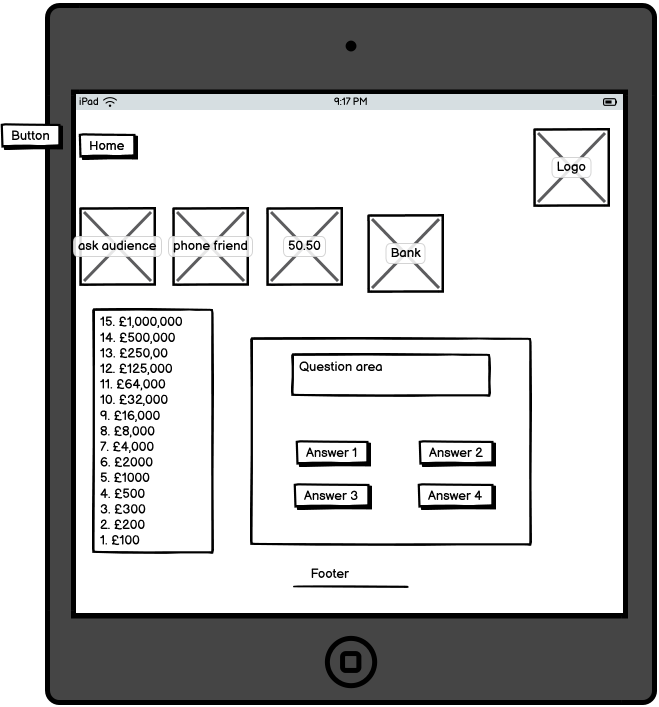 iPad
9:17 PM
Button
Home
Logo
ask audience
phone friend
50.50
Bank
15. £1,000,000
14. £500,000
13. £250,00
12. £125,000
11. £64,000
10. £32,000
9. £16,000
8. £8,000
7. £4,000
6. £2000
5. £1000
4. £500
3. £300
2. £200
1. £100
Question area
Answer 1
Answer 2
Answer 3
Answer 4
Footer